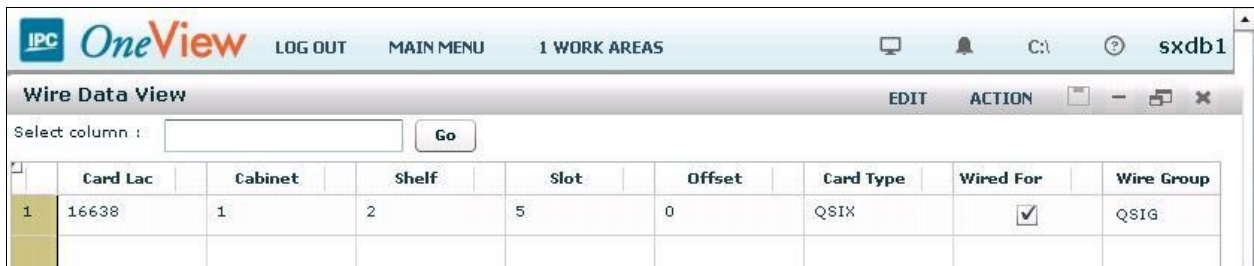 IPC OneView LOG OUT MAIN MENU 1 WORK AREAS C:\ ? sxdb1
Wire Data View EDIT ACTION
Select column : Go
Card Lac Cabinet Shelf Slot Offset Card Type Wired For Wire Group
1 16638 1 2 5 0 QSIX QSIG